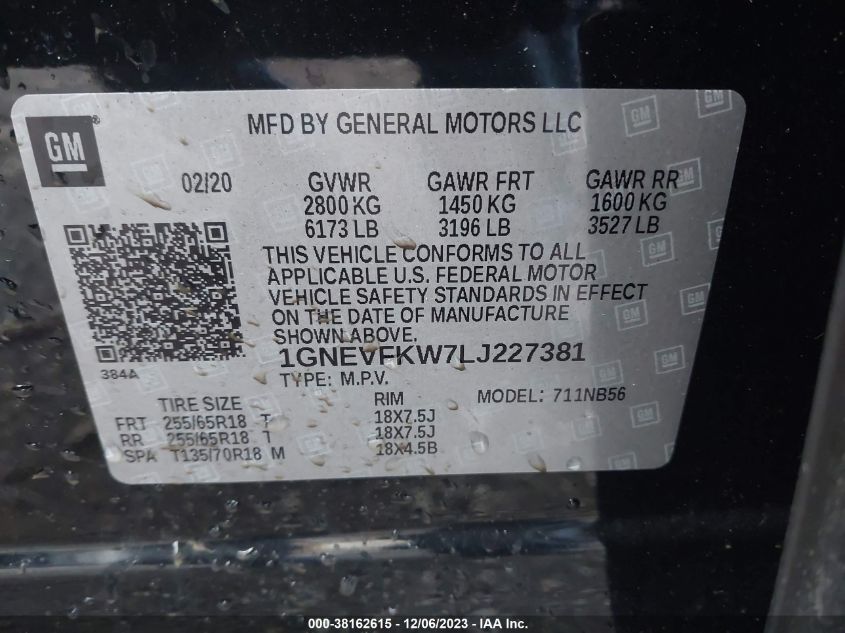 GM
MFD BY GENERAL MOTORS LLC
02/20 GVWR GAWR FRT GAWR RR
2800 KG 1450 KG 1600 KG
6173 LB 3196 LB 3527 LB
THIS VEHICLE CONFORMS TO ALL
APPLICABLE U.S. FEDERAL MOTOR
VEHICLE SAFETY STANDARDS IN EFFECT
ON THE DATE OF MANUFACTURE
SHOWN ABOVE.
384A 1GNEVFKW7LJ227381
TYPE: M.P.V. MODEL: 711NB56
TIRE SIZE RIM
FRT 255/65R18 T 18X7.5J
RR 255/65R18 T 18X7.5J
SPA T135/70R18 M 18X4.5B
000-38162615 - 12/06/2023 - IAA Inc.